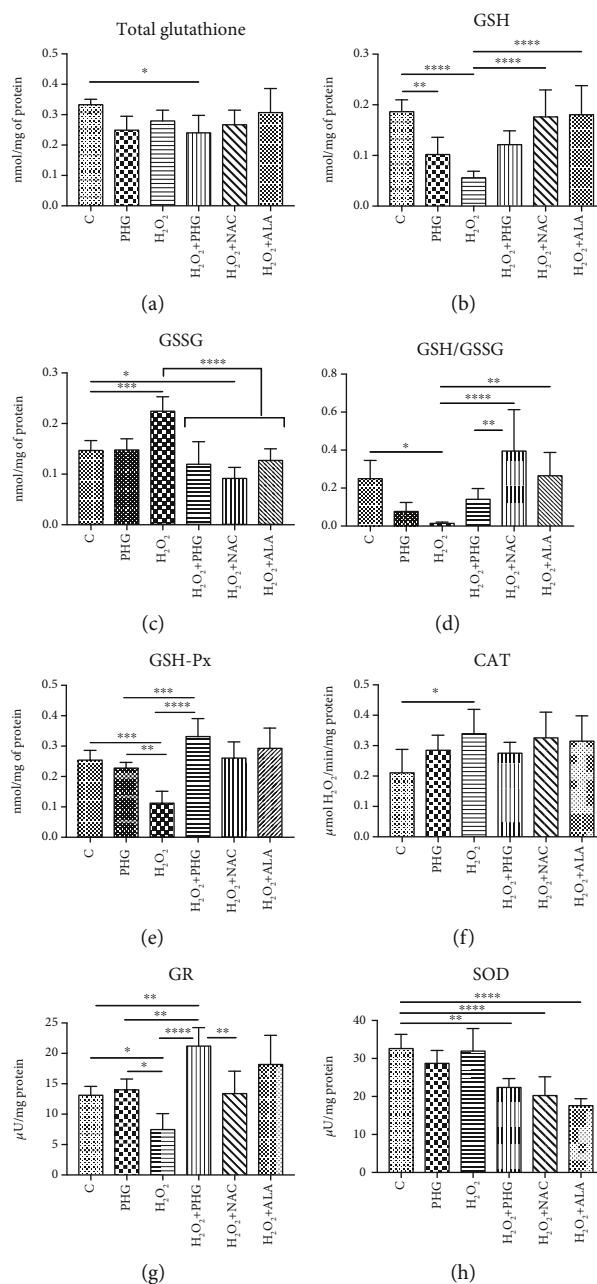 Total glutathione
nmol/mg of protein
0.5
0.4
0.3
0.2
0.1
0.0
*
C
PHG
H₂O₂
H₂O₂+PHG
H₂O₂+NAC
H₂O₂+ALA
(a)
GSH
nmol/mg of protein
0.3
0.2
0.1
0.0
****
****
****
**
C
PHG
H₂O₂
H₂O₂+PHG
H₂O₂+NAC
H₂O₂+ALA
(b)
GSSG
nmol/mg of protein
0.3
0.2
0.1
0.0
****
*
***
C
PHG
H₂O₂
H₂O₂+PHG
H₂O₂+NAC
H₂O₂+ALA
(c)
GSH/GSSG
0.8
0.6
0.4
0.2
0.0
**
****
**
*
C
PHG
H₂O₂
H₂O₂+PHG
H₂O₂+NAC
H₂O₂+ALA
(d)
GSH-Px
nmol/mg of protein
0.5
0.4
0.3
0.2
0.1
0.0
***
****
***
**
C
PHG
H₂O₂
H₂O₂+PHG
H₂O₂+NAC
H₂O₂+ALA
(e)
CAT
µmol H₂O₂/min/mg protein
0.5
0.4
0.3
0.2
0.1
0.0
*
C
PHG
H₂O₂
H₂O₂+PHG
H₂O₂+NAC
H₂O₂+ALA
(f)
GR
µU/mg protein
25
20
15
10
5
0
**
**
**** **
*
*
C
PHG
H₂O₂
H₂O₂+PHG
H₂O₂+NAC
H₂O₂+ALA
(g)
SOD
µU/mg protein
40
30
20
10
0
****
****
**
C
PHG
H₂O₂
H₂O₂+PHG
H₂O₂+NAC
H₂O₂+ALA
(h)